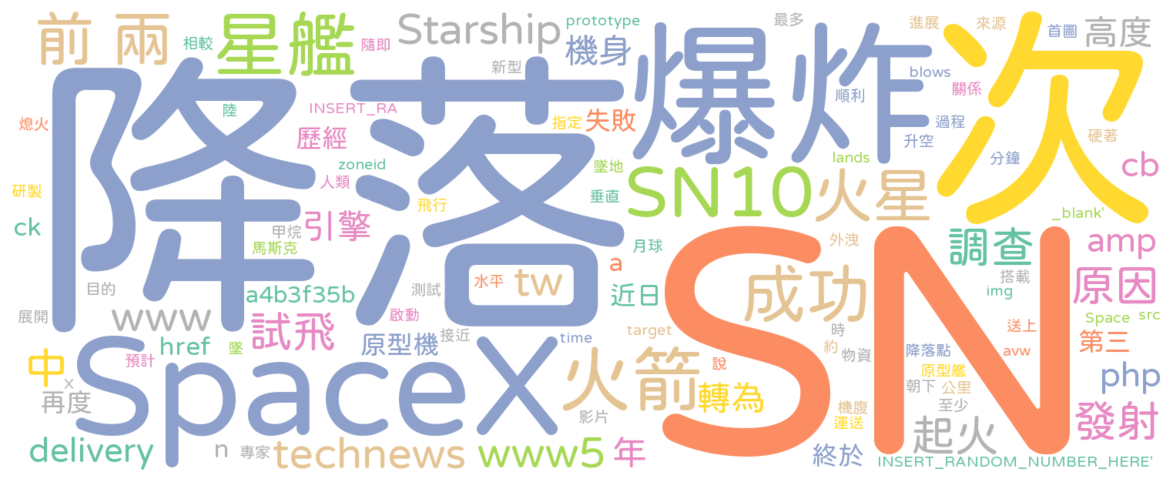 前兩
相較
星艦
隨即
Starship
prototype
機身
爆炸
最多
進展
來源
次
首圖
高度
降落
新型
blows
關係
INSERT_RA
陸
指定
失敗
順利
過程
升空
硬著
熄火
歷經
zoneid
墜地
lands
分鐘
cb
研製
人類
飛行
垂直
SN10
火星
_blank'
ck
甲烷
引擎
馬斯克
月球
外洩
調查
amp
目的
a4b3f35b
水平
tw
a
近日
SN
成功
搭載
img
原因
測試
展開
www
試飛
啟動
接近
time
target
時
約
物資
Space
src
送上
href
墜
原型機
降落點
avw
第三
中
預計
SpaceX
火箭
說
原型艦
x
再度
轉為
朝下
公里
php
影片
機腹
運送
至少
起火
發射
delivery
n
專家
technews
www5
年
終於
INSERT_RANDOM_NUMBER_HERE'